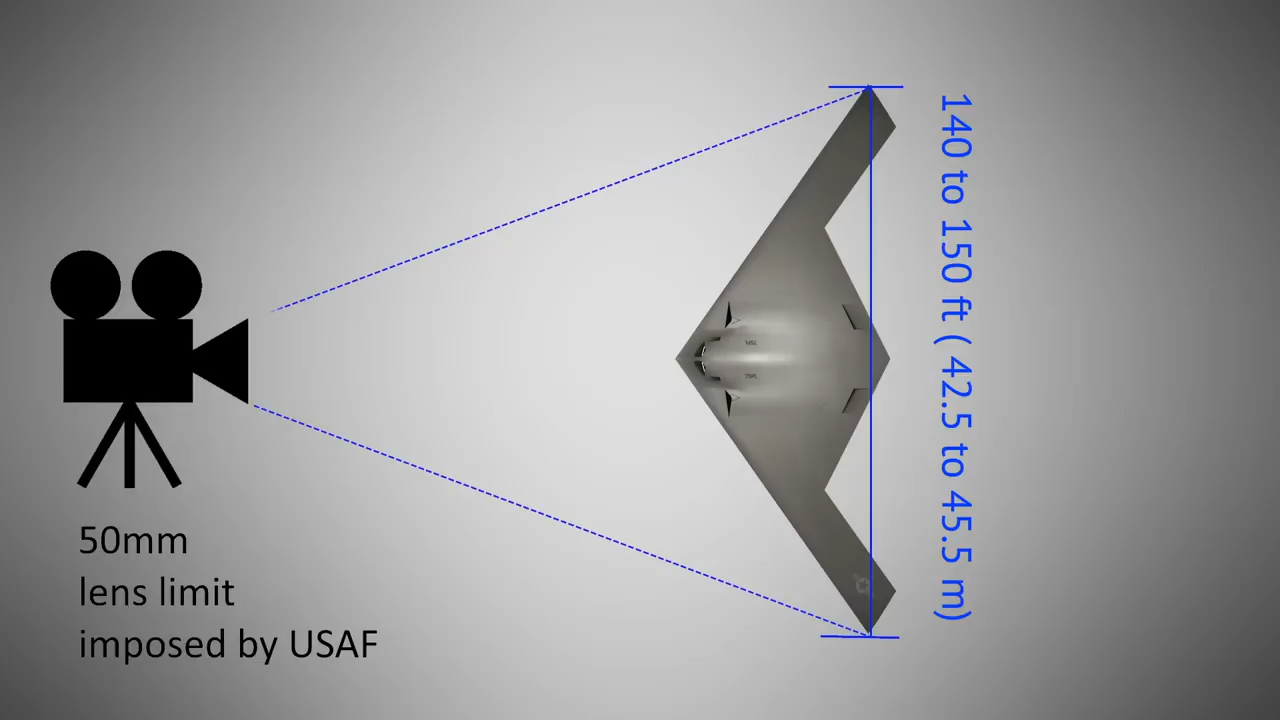 50mm
lens limit
imposed by USAF
140 to 150 ft ( 42.5 to 45.5 m)